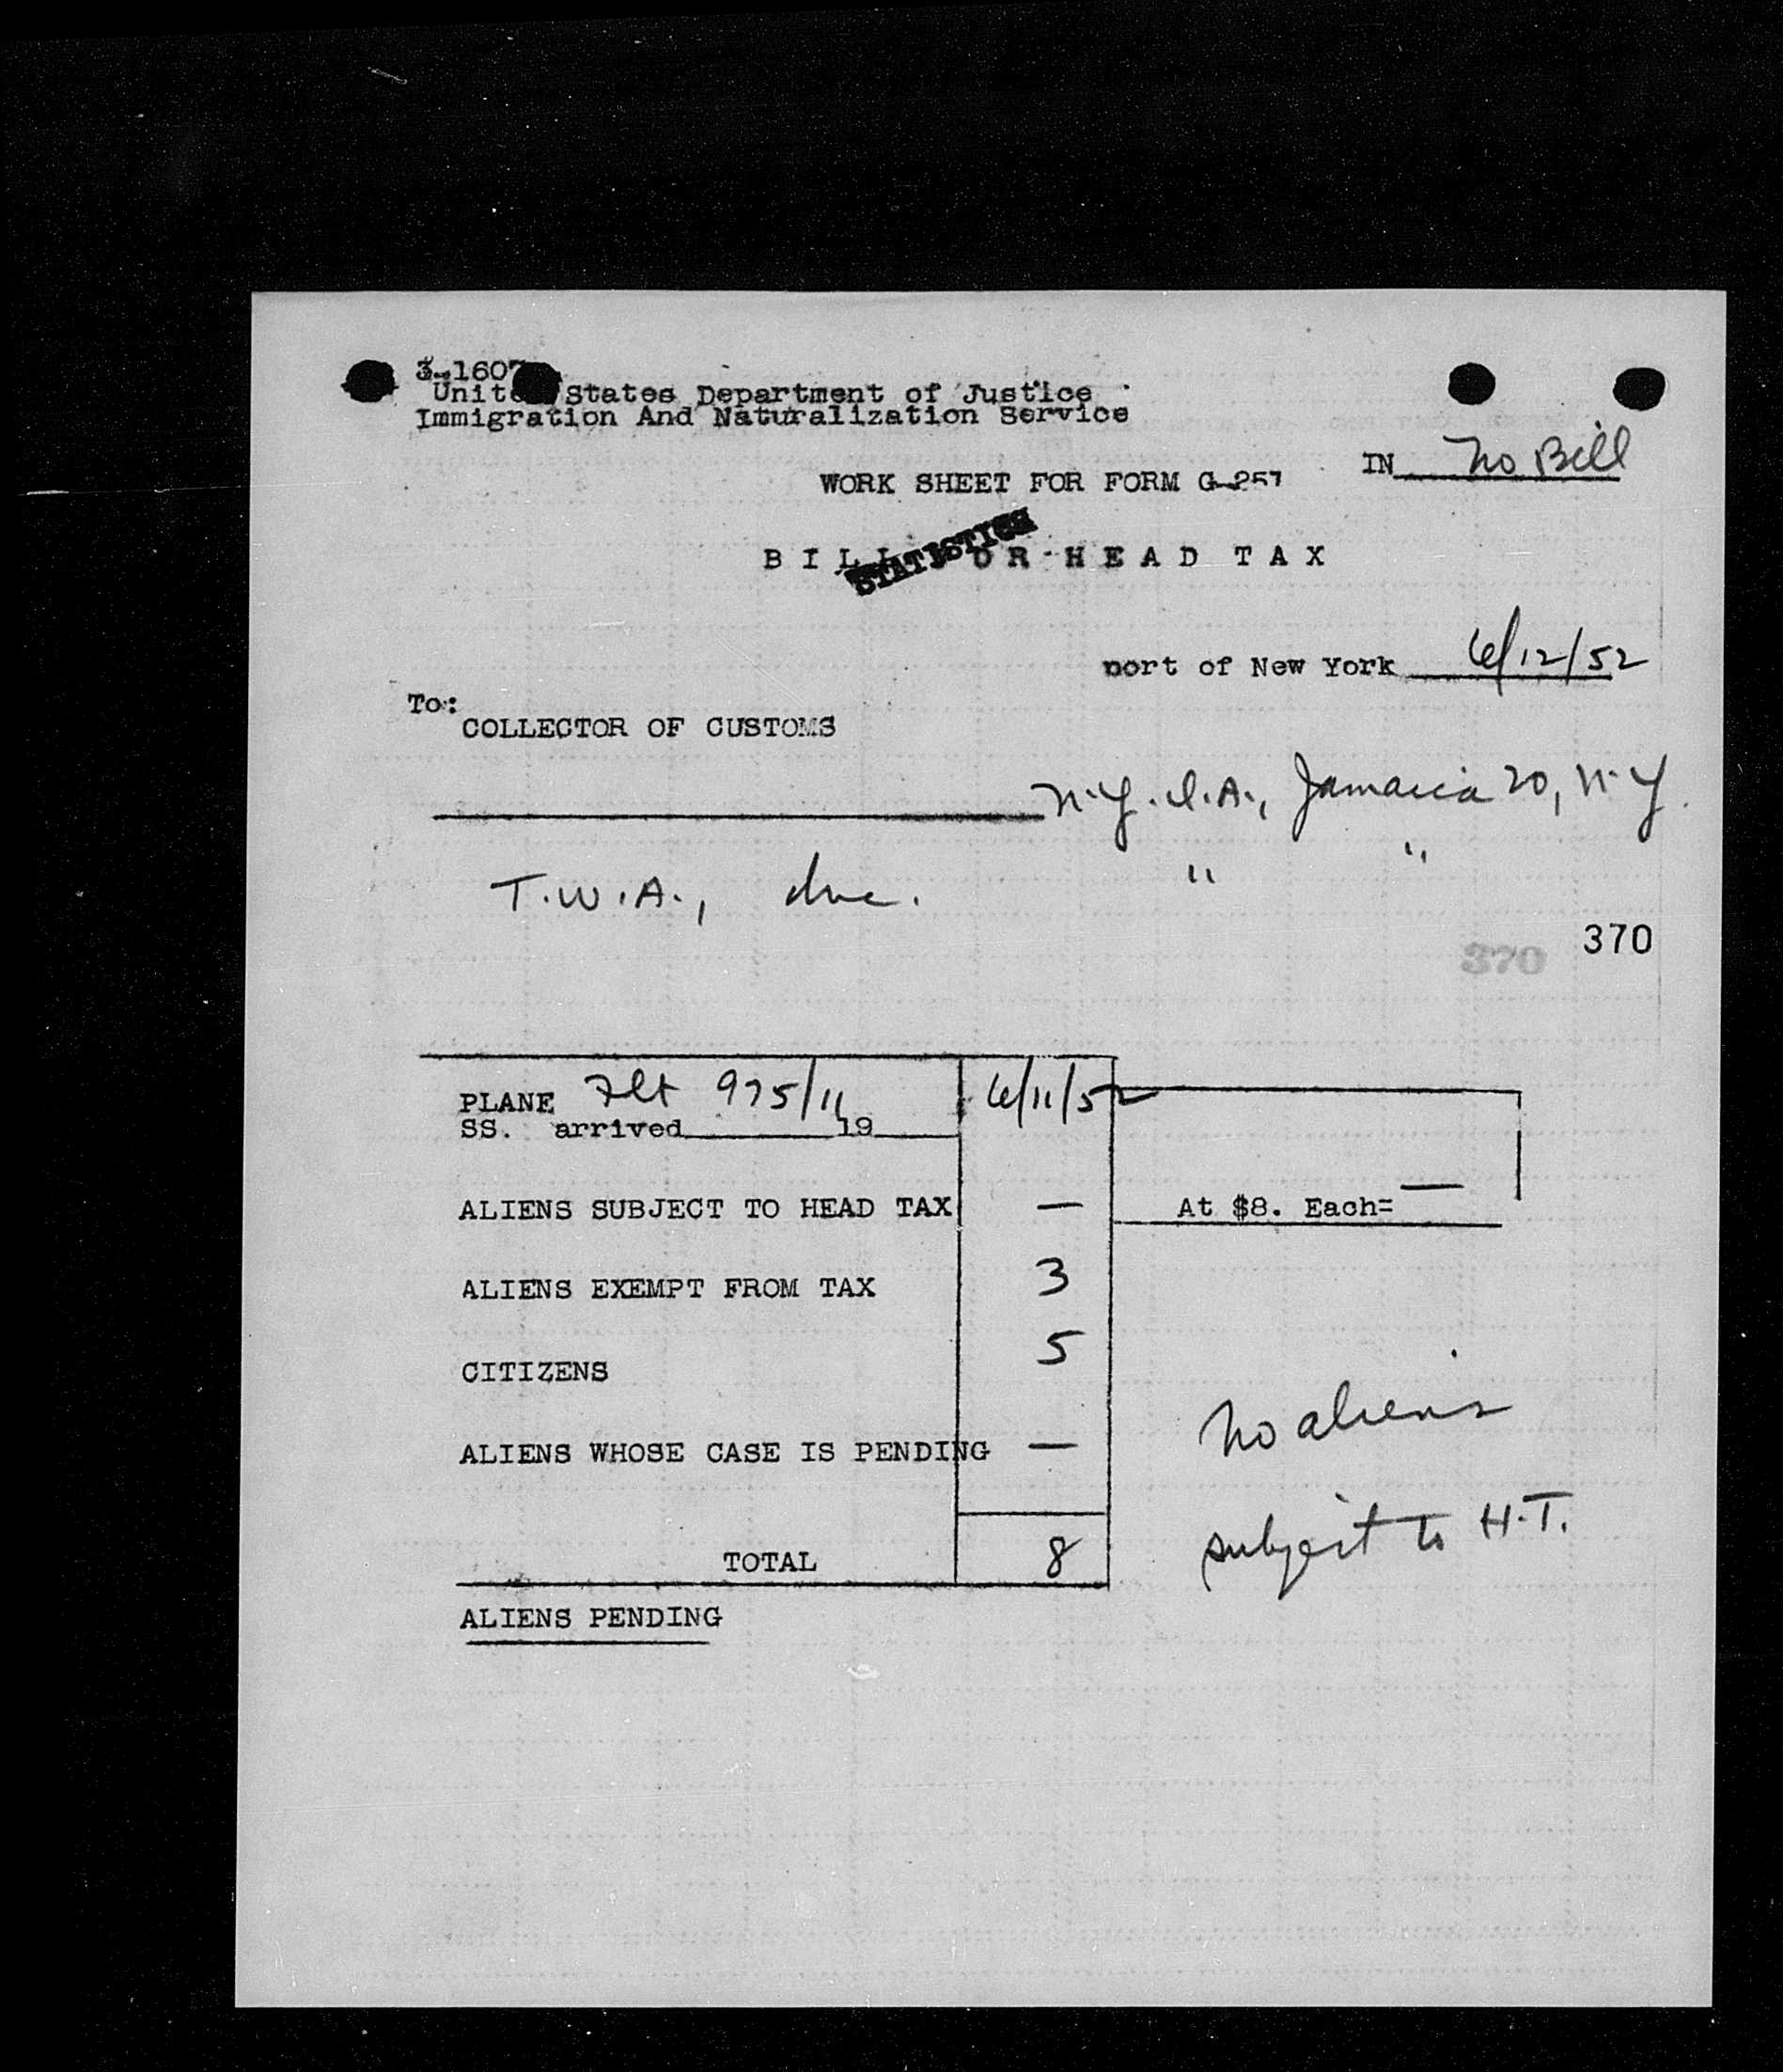 3-1607
United States Department of Justice
Immigration And Naturalization Service
IN No Bill
WORK SHEET FOR FORM G-257
STATISTICS
BILL FOR HEAD TAX
port of New York 6/12/52
To:
COLLECTOR OF CUSTOMS
N.Y.I.A., Jamaica 20, N.Y.
T.W.A., Inc. " "
370
370
PLANE Flt 975/11 6/11/52
SS. arrived 19
ALIENS SUBJECT TO HEAD TAX — At $8. Each= —
ALIENS EXEMPT FROM TAX 3
CITIZENS 5
No aliens
ALIENS WHOSE CASE IS PENDING —
subject to H.T.
TOTAL 8
ALIENS PENDING